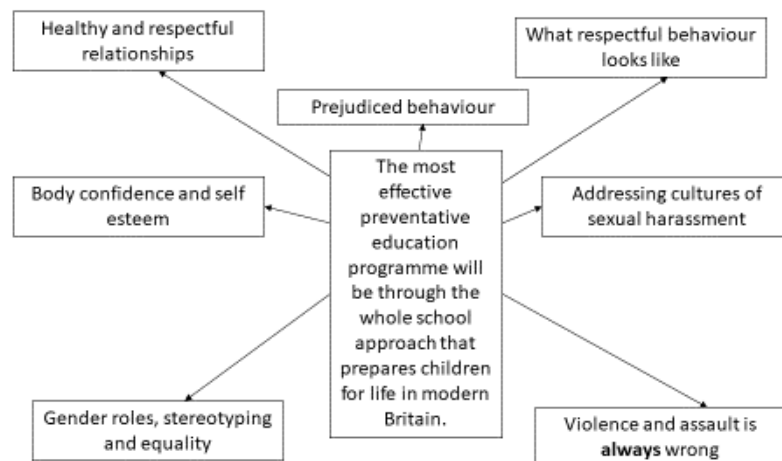 Healthy and respectful
relationships
What respectful behaviour
looks like
Prejudiced behaviour
The most
effective
preventative
education
programme will
be through the
whole school
approach that
prepares children
for life in modern
Britain.
Body confidence and self
esteem
Addressing cultures of
sexual harassment
Gender roles, stereotyping
and equality
Violence and assault is
always wrong